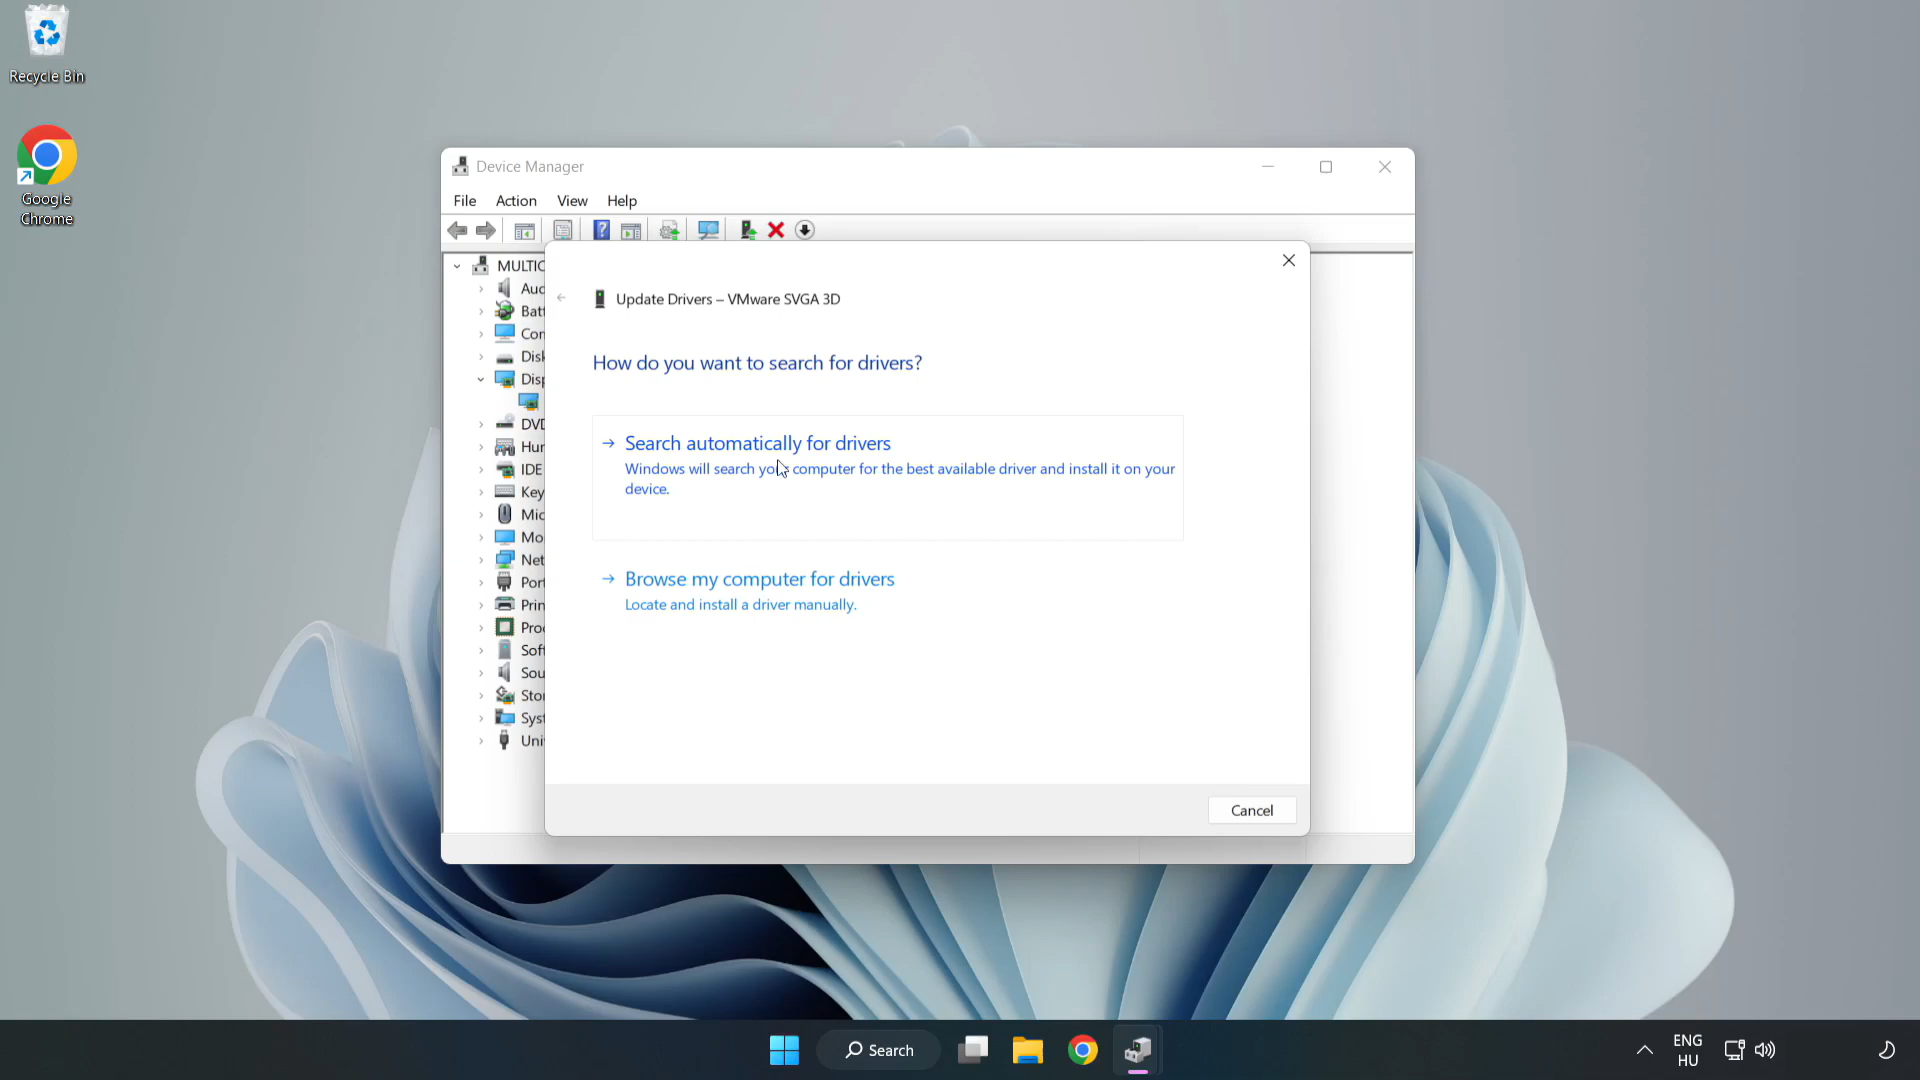 Recycle Bin
Google
Chrome
Device Manager
File Action View Help
Update Drivers – VMware SVGA 3D
How do you want to search for drivers?
Search automatically for drivers
Windows will search your computer for the best available driver and install it on your
device.
Browse my computer for drivers
Locate and install a driver manually.
Cancel
MULTIC
Aud
Batt
Con
Disk
Disp
DVD
Hur
IDE
Key
Mic
Mo
Net
Port
Prin
Proc
Soft
Sou
Stor
Syst
Uni
Search
ENG
HU